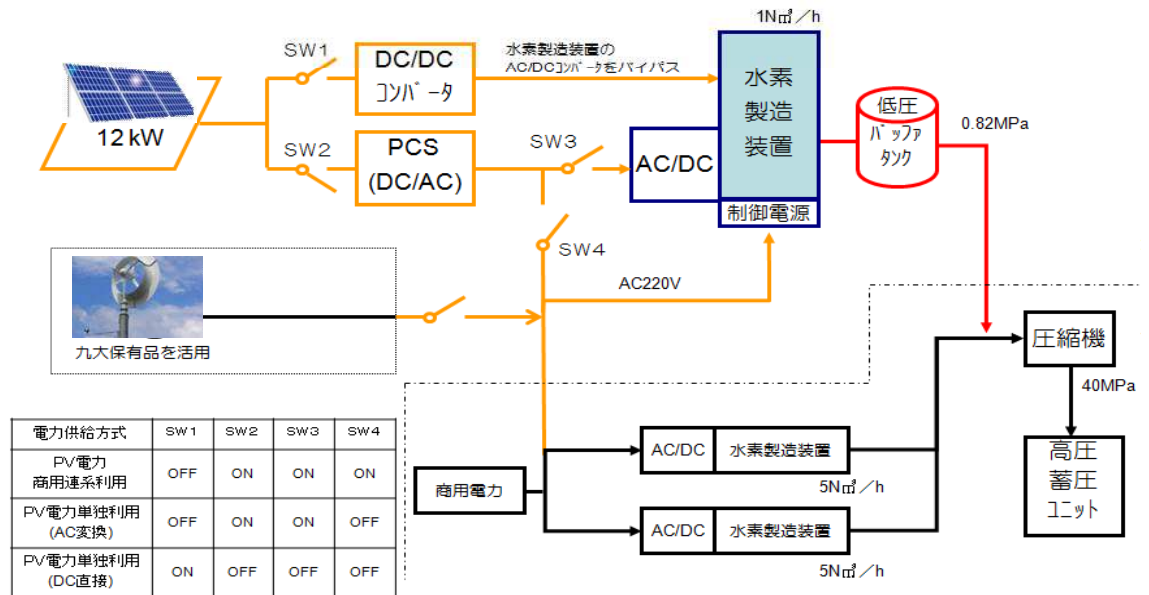 1N㎥／h
SW1
DC/DC
ｺﾝﾊﾞｰﾀ
水素製造装置の
AC/DCｺﾝﾊﾞｰﾀをバイパス
水素
製造
装置
12 kW
SW2
PCS
(DC/AC)
SW3
AC/DC
制御電源
低圧
ﾊﾞｯﾌｧ
ﾀﾝｸ
0.82MPa
SW4
AC220V
九大保有品を活用
圧縮機
40MPa
高圧
蓄圧
ﾕﾆｯﾄ
商用電力
AC/DC 水素製造装置
5N㎥／h
AC/DC 水素製造装置
5N㎥／h
電力供給方式 SW1 SW2 SW3 SW4
PV電力
商用連系利用 OFF ON ON ON
PV電力単独利用
(AC変換) OFF ON ON OFF
PV電力単独利用
(DC直接) ON OFF OFF OFF